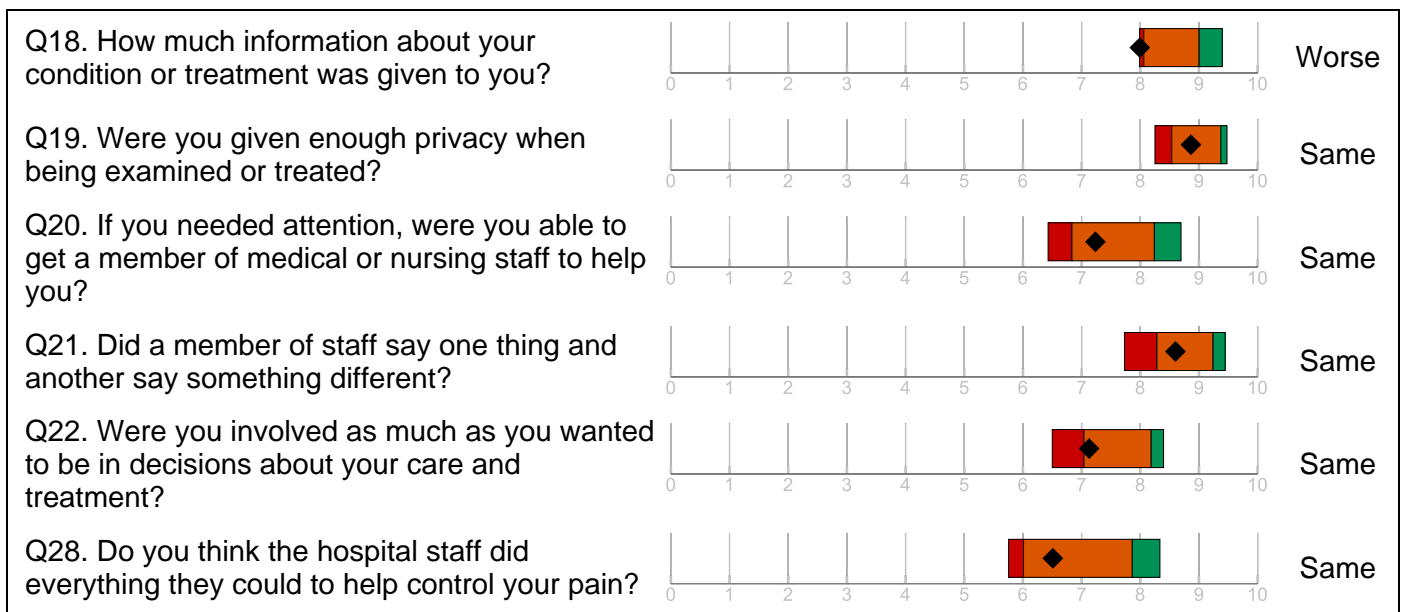 Q18. How much information about your
condition or treatment was given to you?
0 1 2 3 4 5 6 7 8 9 10
Worse
Q19. Were you given enough privacy when
being examined or treated?
0 1 2 3 4 5 6 7 8 9 10
Same
Q20. If you needed attention, were you able to
get a member of medical or nursing staff to help
you?
0 1 2 3 4 5 6 7 8 9 10
Same
Q21. Did a member of staff say one thing and
another say something different?
0 1 2 3 4 5 6 7 8 9 10
Same
Q22. Were you involved as much as you wanted
to be in decisions about your care and
treatment?
0 1 2 3 4 5 6 7 8 9 10
Same
Q28. Do you think the hospital staff did
everything they could to help control your pain?
0 1 2 3 4 5 6 7 8 9 10
Same